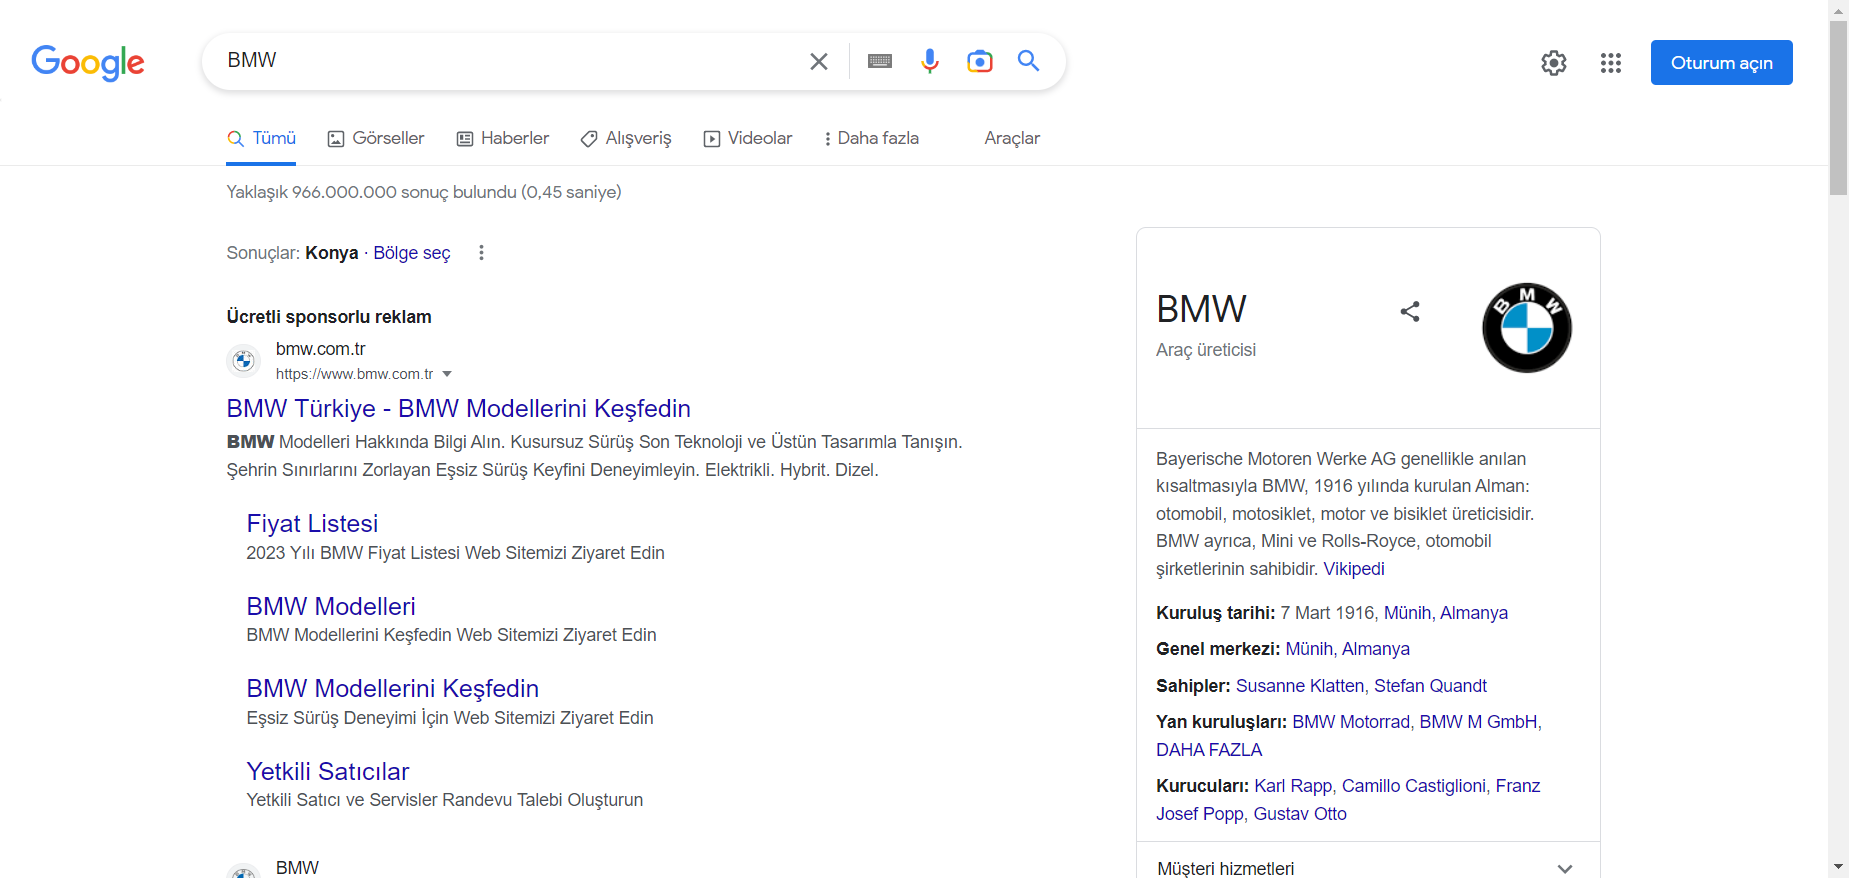 Google
BMW
Oturum açın
Tümü
Görseller
Haberler
Alışveriş
Videolar
Daha fazla
Araçlar
Yaklaşık 966.000.000 sonuç bulundu (0,45 saniye)
Sonuçlar: Konya · Bölge seç
Ücretli sponsorlu reklam
bmw.com.tr
https://www.bmw.com.tr
BMW Türkiye - BMW Modellerini Keşfedin
BMW Modelleri Hakkında Bilgi Alın. Kusursuz Sürüş Son Teknoloji ve Üstün Tasarımla Tanışın.
Şehrin Sınırlarını Zorlayan Eşsiz Sürüş Keyfini Deneyimleyin. Elektrikli. Hybrit. Dizel.
Fiyat Listesi
2023 Yılı BMW Fiyat Listesi Web Sitemizi Ziyaret Edin
BMW Modelleri
BMW Modellerini Keşfedin Web Sitemizi Ziyaret Edin
BMW Modellerini Keşfedin
Eşsiz Sürüş Deneyimi İçin Web Sitemizi Ziyaret Edin
Yetkili Satıcılar
Yetkili Satıcı ve Servisler Randevu Talebi Oluşturun
BMW
BMW
Araç üreticisi
BMW
Bayerische Motoren Werke AG genellikle anılan
kısaltmasıyla BMW, 1916 yılında kurulan Alman:
otomobil, motosiklet, motor ve bisiklet üreticisidir.
BMW ayrıca, Mini ve Rolls-Royce, otomobil
şirketlerinin sahibidir. Vikipedi
Kuruluş tarihi: 7 Mart 1916, Münih, Almanya
Genel merkezi: Münih, Almanya
Sahipler: Susanne Klatten, Stefan Quandt
Yan kuruluşları: BMW Motorrad, BMW M GmbH,
DAHA FAZLA
Kurucuları: Karl Rapp, Camillo Castiglioni, Franz
Josef Popp, Gustav Otto
Müşteri hizmetleri